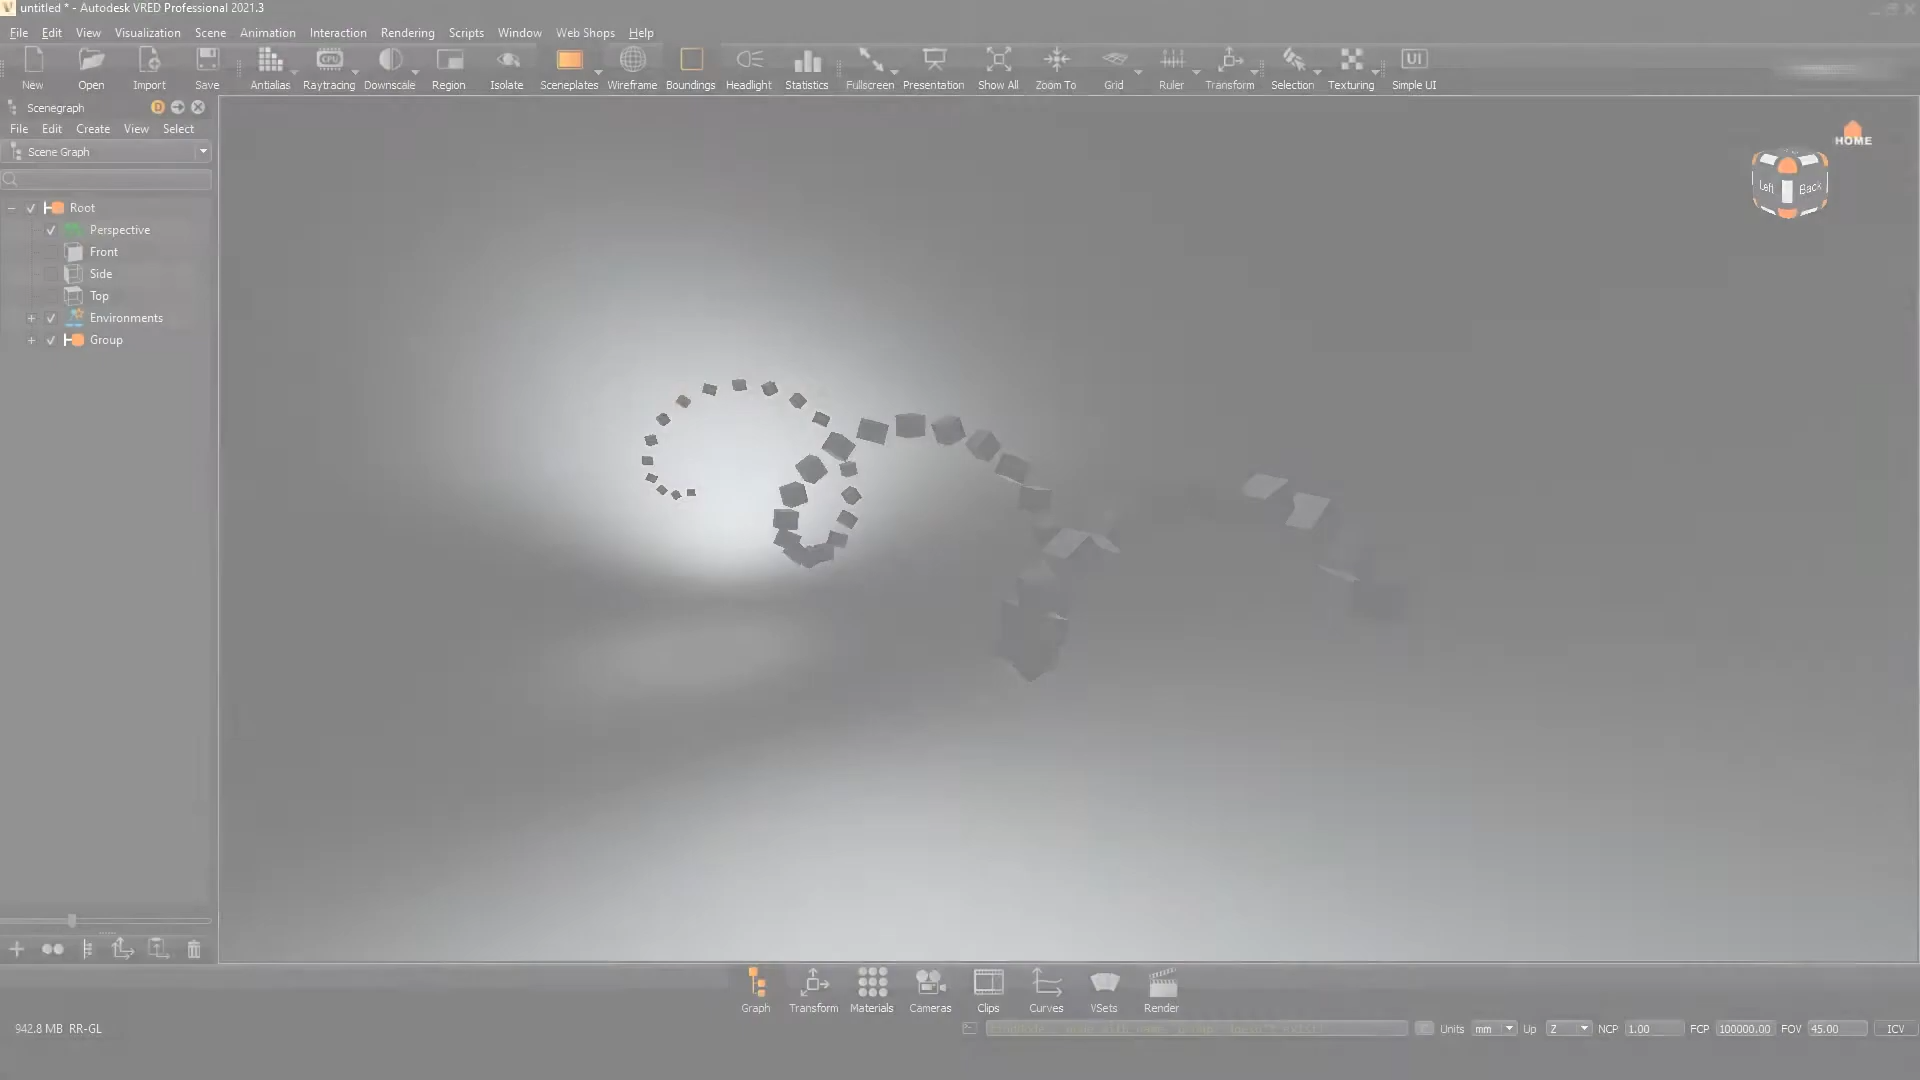 untitled * - Autodesk VRED Professional 2021.3
File Edit View Visualization Scene Animation Interaction Rendering Scripts Window Web Shops Help
CPU UI
New Open Import Save Antialias Raytracing Downscale Region Isolate Sceneplates Wireframe Boundings Headlight Statistics Fullscreen Presentation Show All Zoom To Grid Ruler Transform Selection Texturing Simple UI
Scenegraph D
File Edit Create View Select
Scene Graph
Root
Perspective
Front
Side
Top
Environments
Group
HOME
Left Back
Graph Transform Materials Cameras Clips Curves VSets Render
942.8 MB RR-GL
Units mm Up Z NCP 1.00 FCP 100000.00 FOV 45.00 ICV